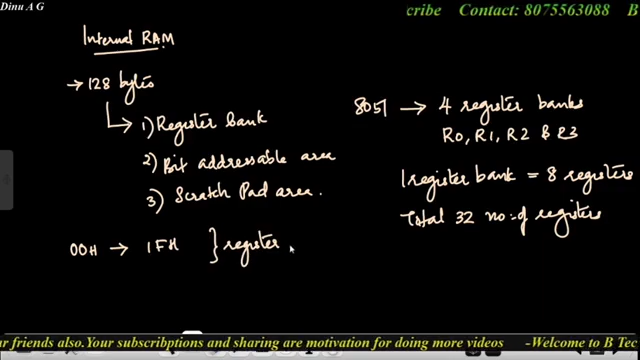 Dinu A G
cribe Contact: 8075563088 B
Internal RAM
→ 128 bytes
1) Register bank
2) Bit addressable area
3) Scratch Pad area.
00H → 1FH } register
8051 → 4 register banks
R0, R1, R2 & R3
1 register bank = 8 registers
Total 32 no: of registers
ur friends also.Your subscribptions and sharing are motivation for doing more videos -Welcome to B Tec